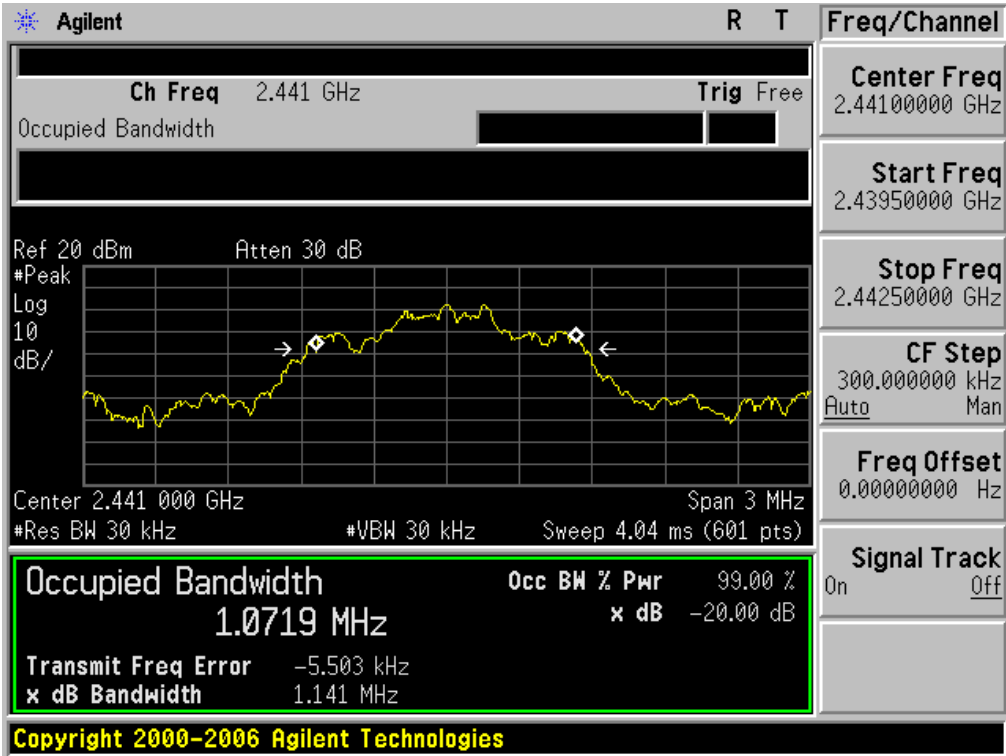 Agilent R T Freq/Channel
Ch Freq 2.441 GHz Trig Free
Occupied Bandwidth
Center Freq
2.44100000 GHz
Start Freq
2.43950000 GHz
Stop Freq
2.44250000 GHz
CF Step
300.000000 kHz
Auto Man
Freq Offset
0.00000000 Hz
Signal Track
On Off
Ref 20 dBm Atten 30 dB
#Peak
Log
10
dB/
Center 2.441 000 GHz Span 3 MHz
#Res BW 30 kHz #VBW 30 kHz Sweep 4.04 ms (601 pts)
Occupied Bandwidth Occ BW % Pwr 99.00 %
1.0719 MHz x dB -20.00 dB
Transmit Freq Error -5.503 kHz
x dB Bandwidth 1.141 MHz
Copyright 2000-2006 Agilent Technologies